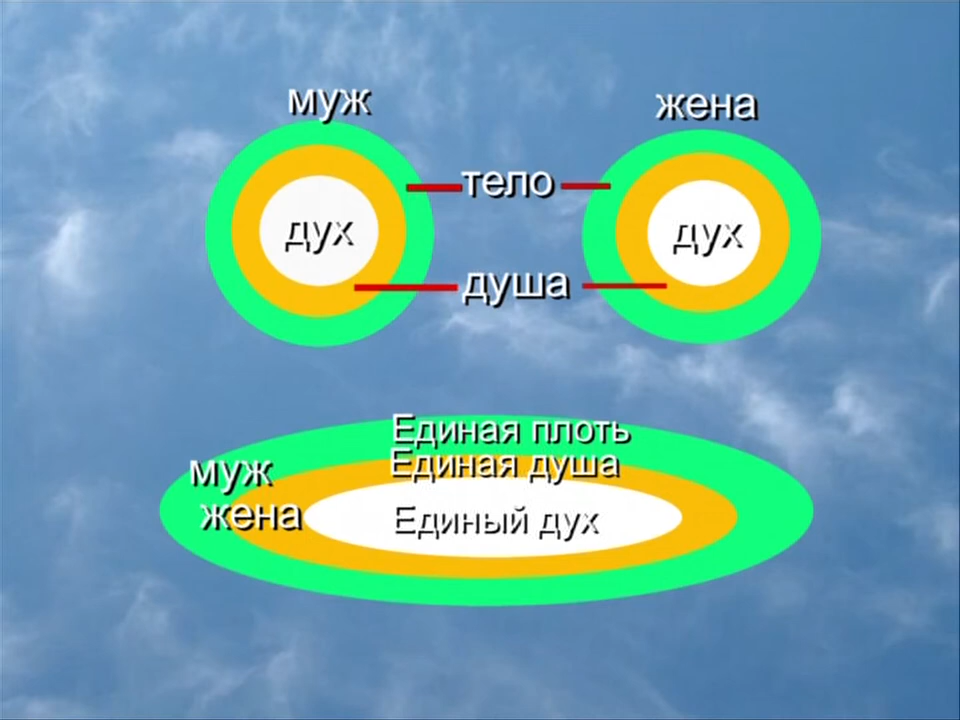 муж
жена
тело
дух
дух
душа
Единая плоть
Единая душа
муж
жена
Единый дух